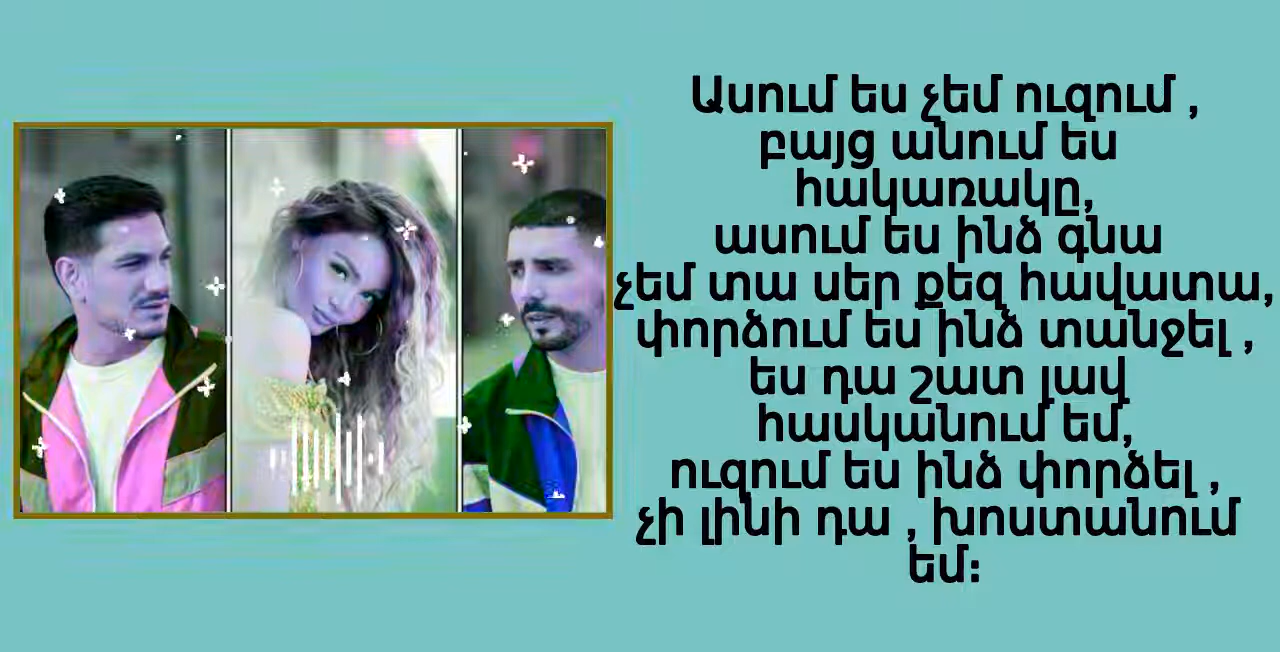 Ասում ես չեմ ուզում ,
բայց անում ես
հակառակը,
ասում ես ինձ գնա
չեմ տա սեր քեզ հավատա,
փորձում ես ինձ տանջել ,
ես դա շատ լավ
հասկանում եմ,
ուզում ես ինձ փորձել ,
չի լինի դա , խոստանում
եմ։